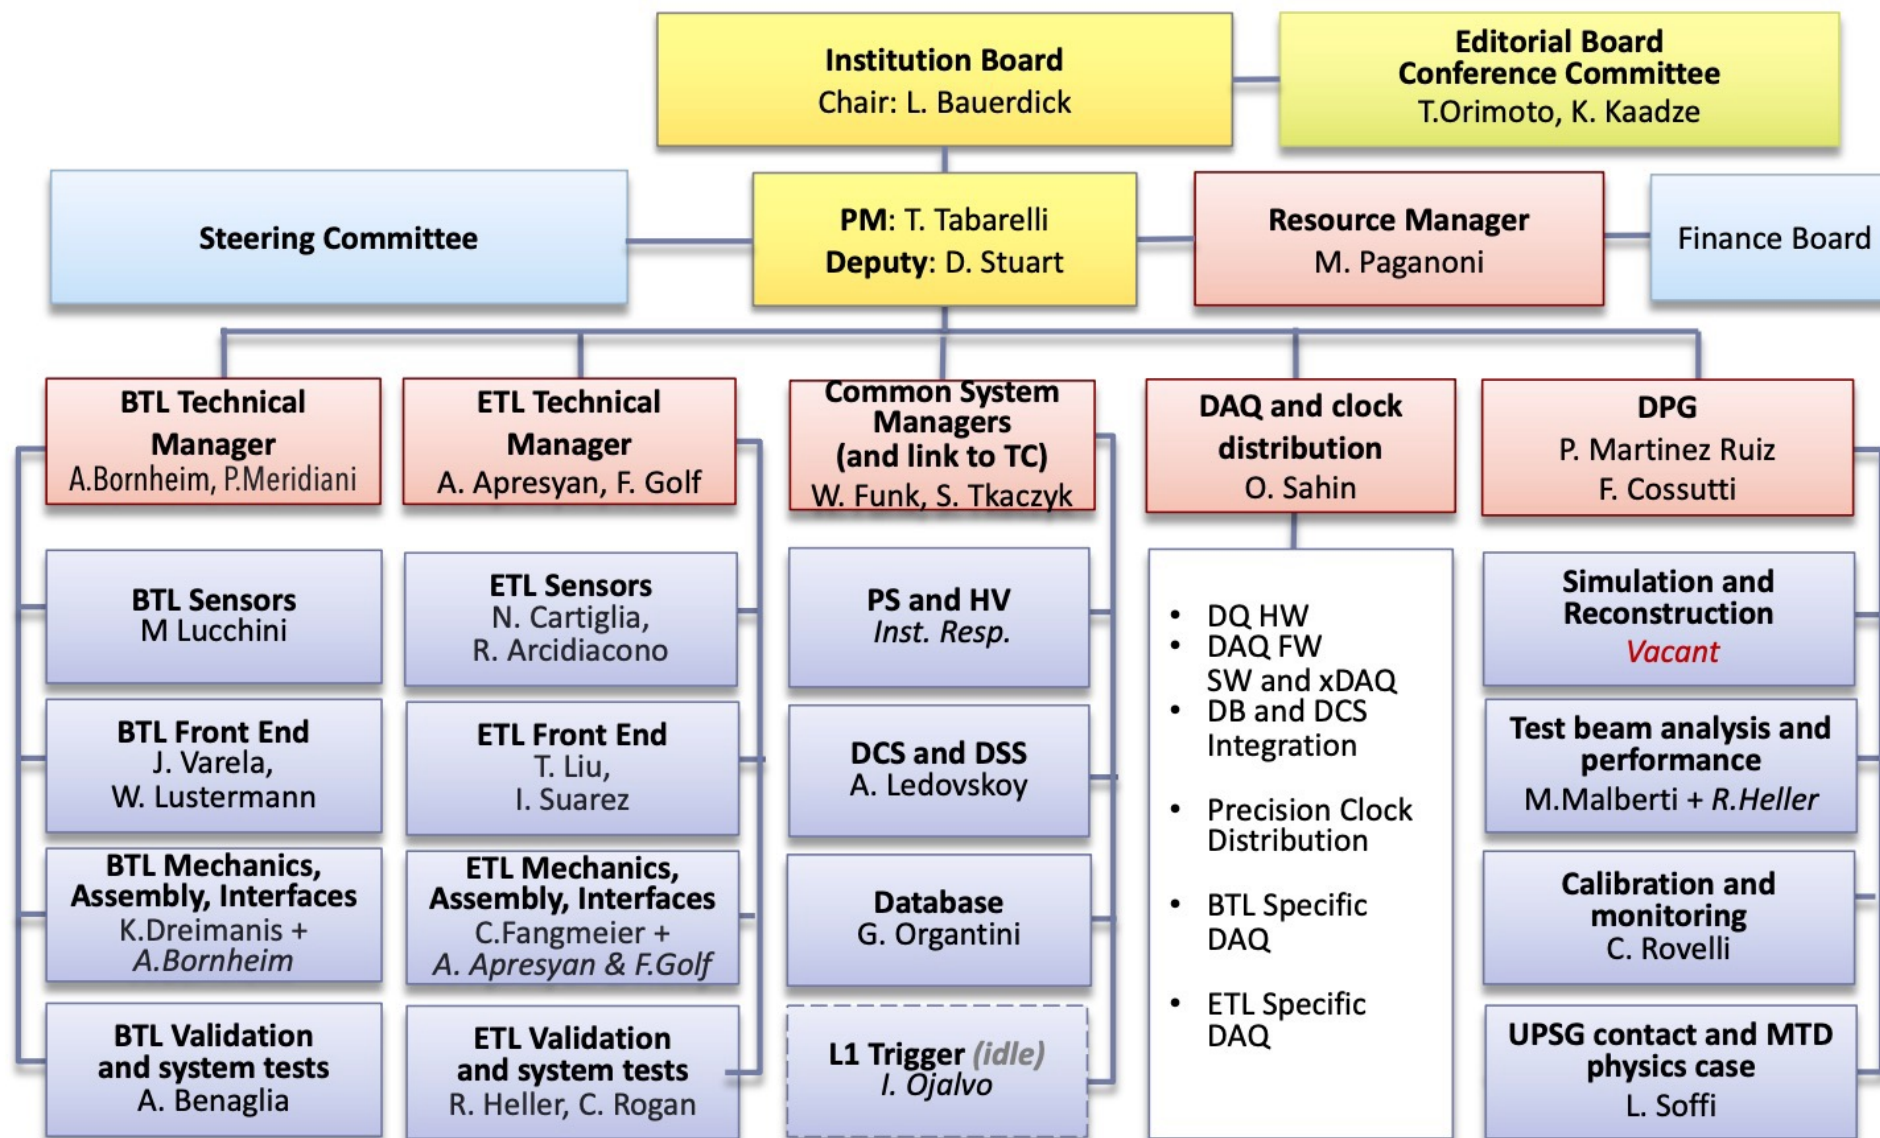 Institution Board
Chair: L. Bauerdick
Editorial Board
Conference Committee
T.Orimoto, K. Kaadze
Steering Committee
PM: T. Tabarelli
Deputy: D. Stuart
Resource Manager
M. Paganoni
Finance Board
BTL Technical
Manager
A.Bornheim, P.Meridiani
ETL Technical
Manager
A. Apresyan, F. Golf
Common System
Managers
(and link to TC)
W. Funk, S. Tkaczyk
DAQ and clock
distribution
O. Sahin
DPG
P. Martinez Ruiz
F. Cossutti
BTL Sensors
M Lucchini
BTL Front End
J. Varela,
W. Lustermann
BTL Mechanics,
Assembly, Interfaces
K.Dreimanis +
A.Bornheim
BTL Validation
and system tests
A. Benaglia
ETL Sensors
N. Cartiglia,
R. Arcidiacono
ETL Front End
T. Liu,
I. Suarez
ETL Mechanics,
Assembly, Interfaces
C.Fangmeier +
A. Apresyan & F.Golf
ETL Validation
and system tests
R. Heller, C. Rogan
PS and HV
Inst. Resp.
DCS and DSS
A. Ledovskoy
Database
G. Organtini
L1 Trigger (idle)
I. Ojalvo
• DQ HW
• DAQ FW
SW and xDAQ
• DB and DCS
Integration
• Precision Clock
Distribution
• BTL Specific
DAQ
• ETL Specific
DAQ
Simulation and
Reconstruction
Vacant
Test beam analysis and
performance
M.Malberti + R.Heller
Calibration and
monitoring
C. Rovelli
UPSG contact and MTD
physics case
L. Soffi